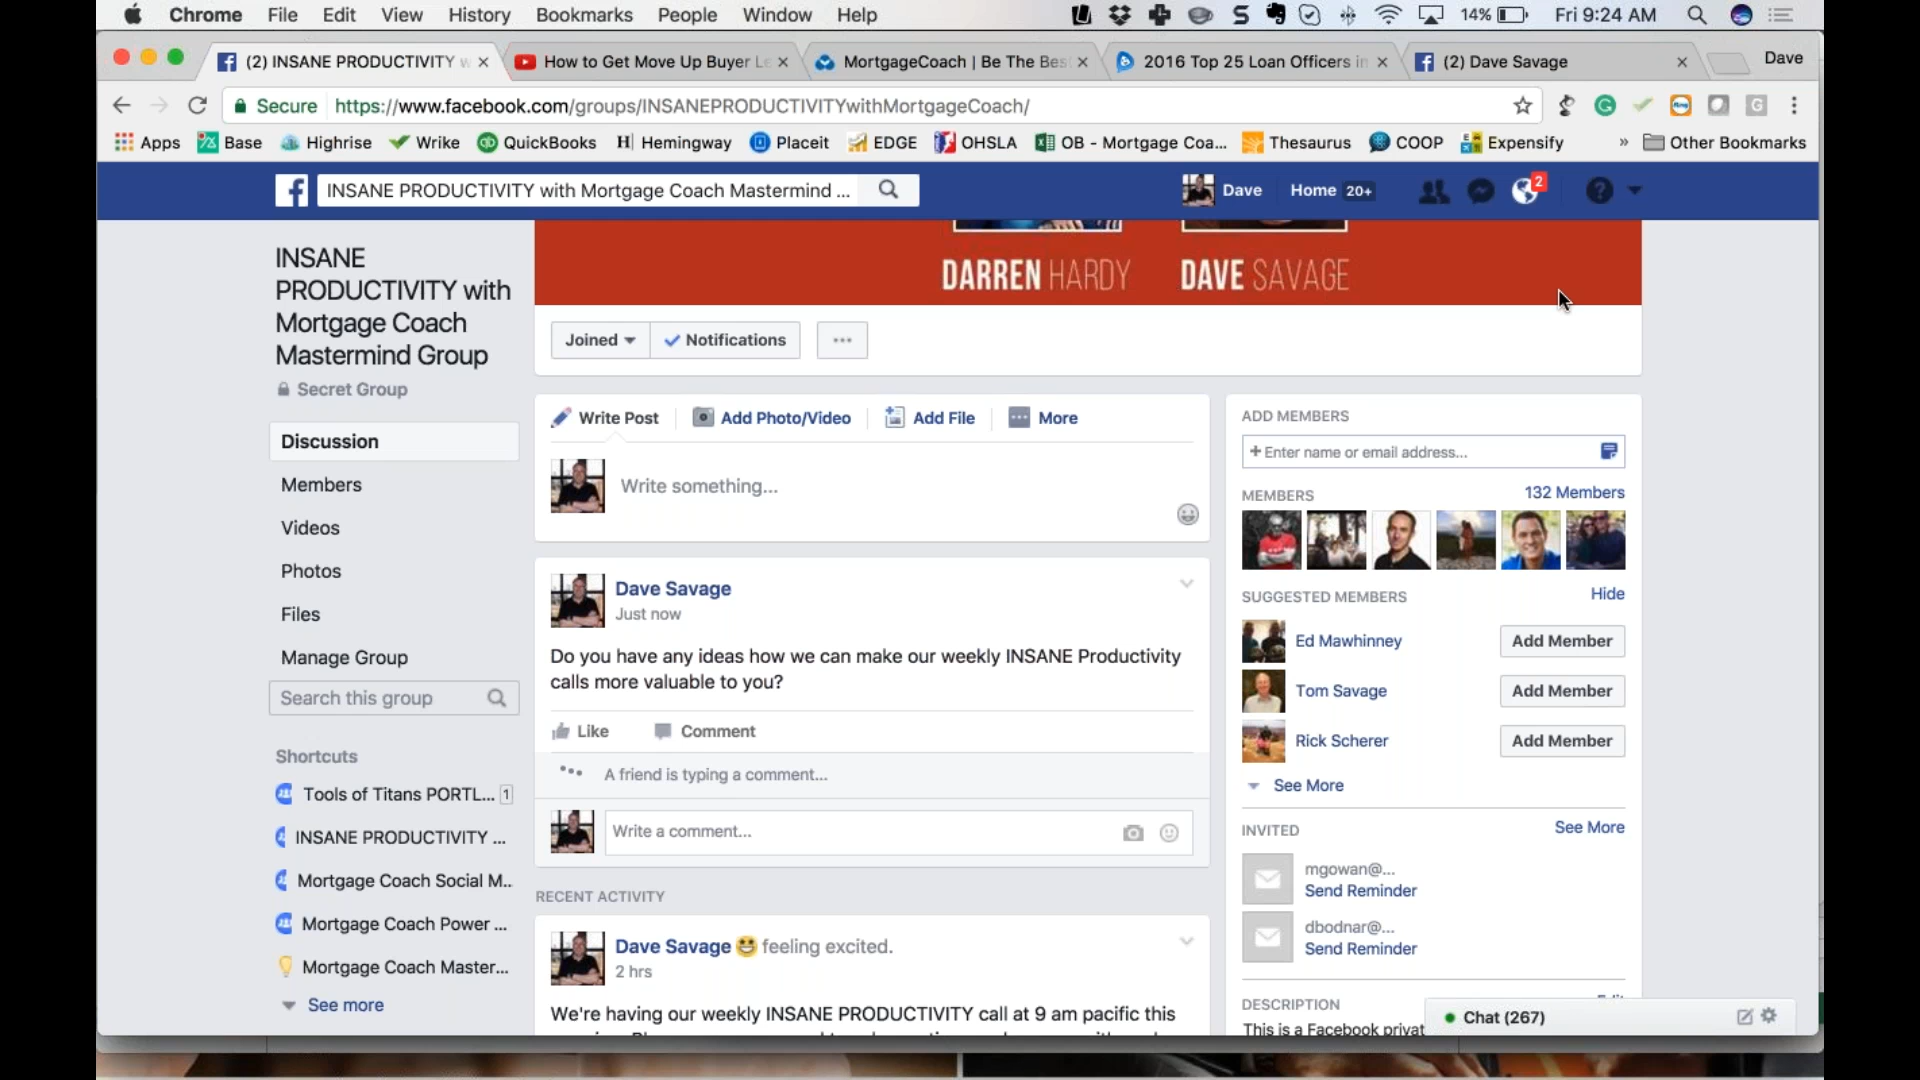 Chrome File Edit View History Bookmarks People Window Help 14% Fri 9:24 AM
(2) INSANE PRODUCTIVITY w
How to Get Move Up Buyer Le
MortgageCoach | Be The Bes
2016 Top 25 Loan Officers in
(2) Dave Savage
Dave
Secure https://www.facebook.com/groups/INSANEPRODUCTIVITYwithMortgageCoach/
Apps Base Highrise Wrike QuickBooks Hemingway Placeit EDGE OHSLA OB - Mortgage Coa... Thesaurus COOP Expensify » Other Bookmarks
INSANE PRODUCTIVITY with Mortgage Coach Mastermind ...
Dave Home 20+ 2
INSANE
PRODUCTIVITY with
Mortgage Coach
Mastermind Group
Secret Group
Discussion
Members
Videos
Photos
Files
Manage Group
Search this group
Shortcuts
Tools of Titans PORTL... 1
INSANE PRODUCTIVITY ...
Mortgage Coach Social M...
Mortgage Coach Power ...
Mortgage Coach Master...
See more
DARREN HARDY DAVE SAVAGE
Joined Notifications
Write Post Add Photo/Video Add File More
Write something...
Dave Savage
Just now
Do you have any ideas how we can make our weekly INSANE Productivity
calls more valuable to you?
Like Comment
A friend is typing a comment...
Write a comment...
RECENT ACTIVITY
Dave Savage feeling excited.
2 hrs
We're having our weekly INSANE PRODUCTIVITY call at 9 am pacific this
ADD MEMBERS
+ Enter name or email address...
MEMBERS 132 Members
SUGGESTED MEMBERS Hide
Ed Mawhinney Add Member
Tom Savage Add Member
Rick Scherer Add Member
See More
INVITED See More
mgowan@...
Send Reminder
dbodnar@...
Send Reminder
DESCRIPTION
This is a Facebook privat
Chat (267)